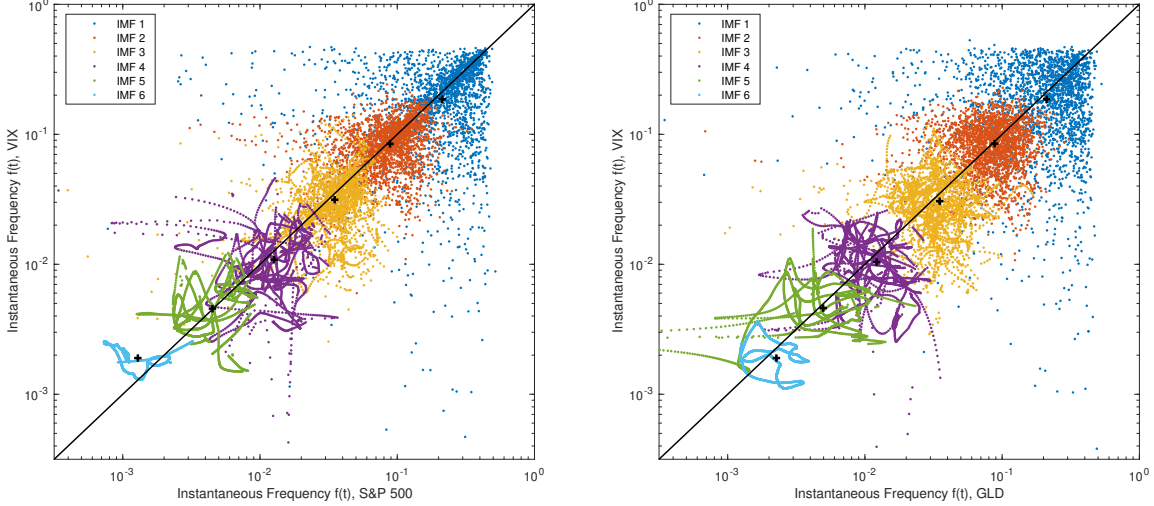 10^0
10^-1
10^-2
10^-3
Instantaneous Frequency f(t), VIX
IMF 1
IMF 2
IMF 3
IMF 4
IMF 5
IMF 6
10^-3
10^-2
10^-1
10^0
Instantaneous Frequency f(t), S&P 500
10^0
10^-1
10^-2
10^-3
Instantaneous Frequency f(t), VIX
IMF 1
IMF 2
IMF 3
IMF 4
IMF 5
IMF 6
10^-3
10^-2
10^-1
10^0
Instantaneous Frequency f(t), GLD